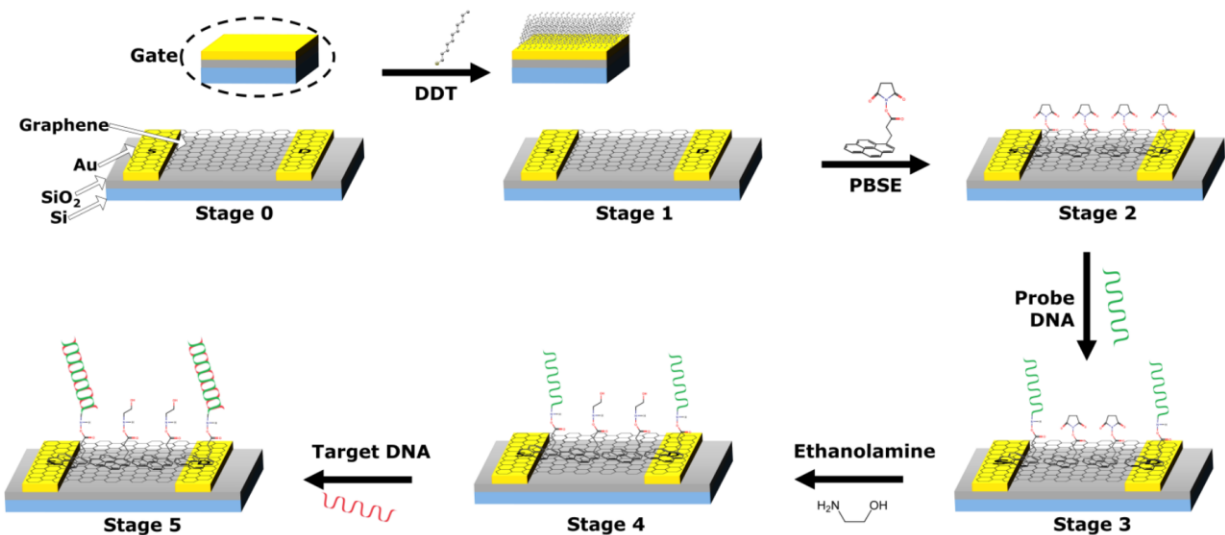 Gate
DDT
Graphene
Au
SiO2
Si
S
D
Stage 0
S
D
Stage 1
PBSE
S
D
Stage 2
Probe
DNA
Stage 3
Ethanolamine
H2N
OH
Stage 4
Target DNA
Stage 5